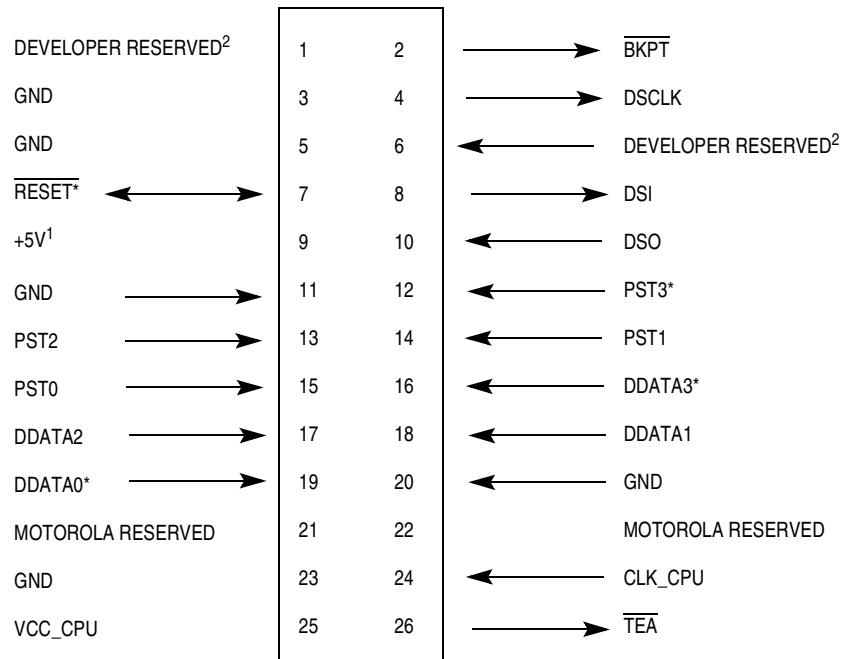 DEVELOPER RESERVED2 1 2 BKPT
GND 3 4 DSCLK
GND 5 6 DEVELOPER RESERVED2
RESET* 7 8 DSI
+5V1 9 10 DSO
GND 11 12 PST3*
PST2 13 14 PST1
PST0 15 16 DDATA3*
DDATA2 17 18 DDATA1
DDATA0* 19 20 GND
MOTOROLA RESERVED 21 22 MOTOROLA RESERVED
GND 23 24 CLK_CPU
VCC_CPU 25 26 TEA